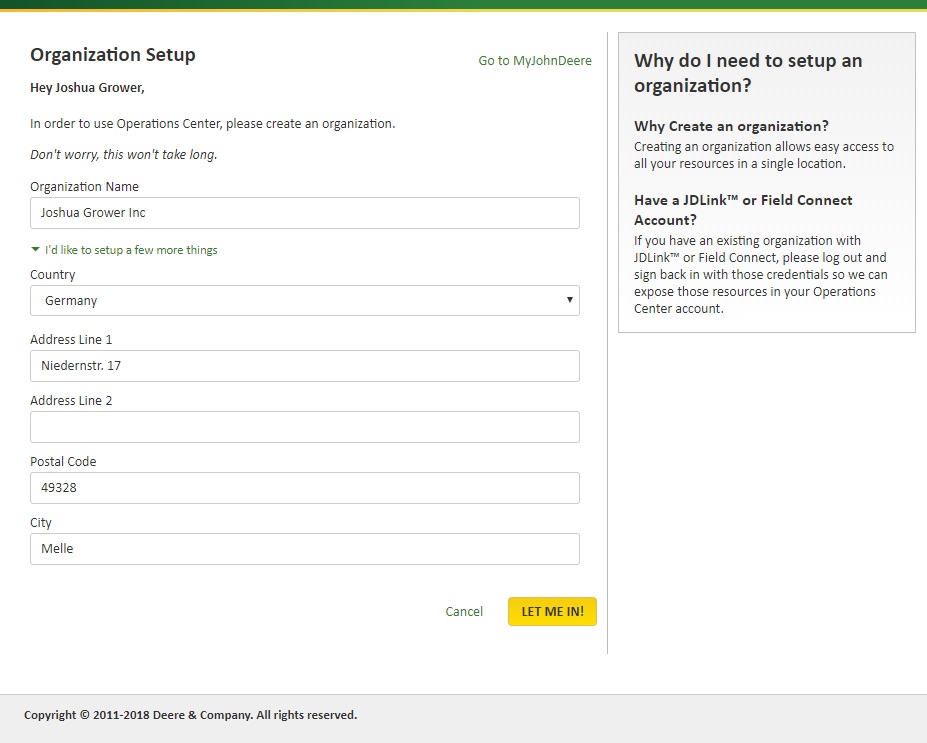 Organization Setup
Go to MyJohnDeere
Hey Joshua Grower,
In order to use Operations Center, please create an organization.
Don't worry, this won't take long.
Organization Name
Joshua Grower Inc
I'd like to setup a few more things
Country
Germany
Address Line 1
Niedernstr. 17
Address Line 2
Postal Code
49328
City
Melle
Cancel
LET ME IN!
Why do I need to setup an
organization?
Why Create an organization?
Creating an organization allows easy access to
all your resources in a single location.
Have a JDLink™ or Field Connect
Account?
If you have an existing organization with
JDLink™ or Field Connect, please log out and
sign back in with those credentials so we can
expose those resources in your Operations
Center account.
Copyright © 2011-2018 Deere & Company. All rights reserved.